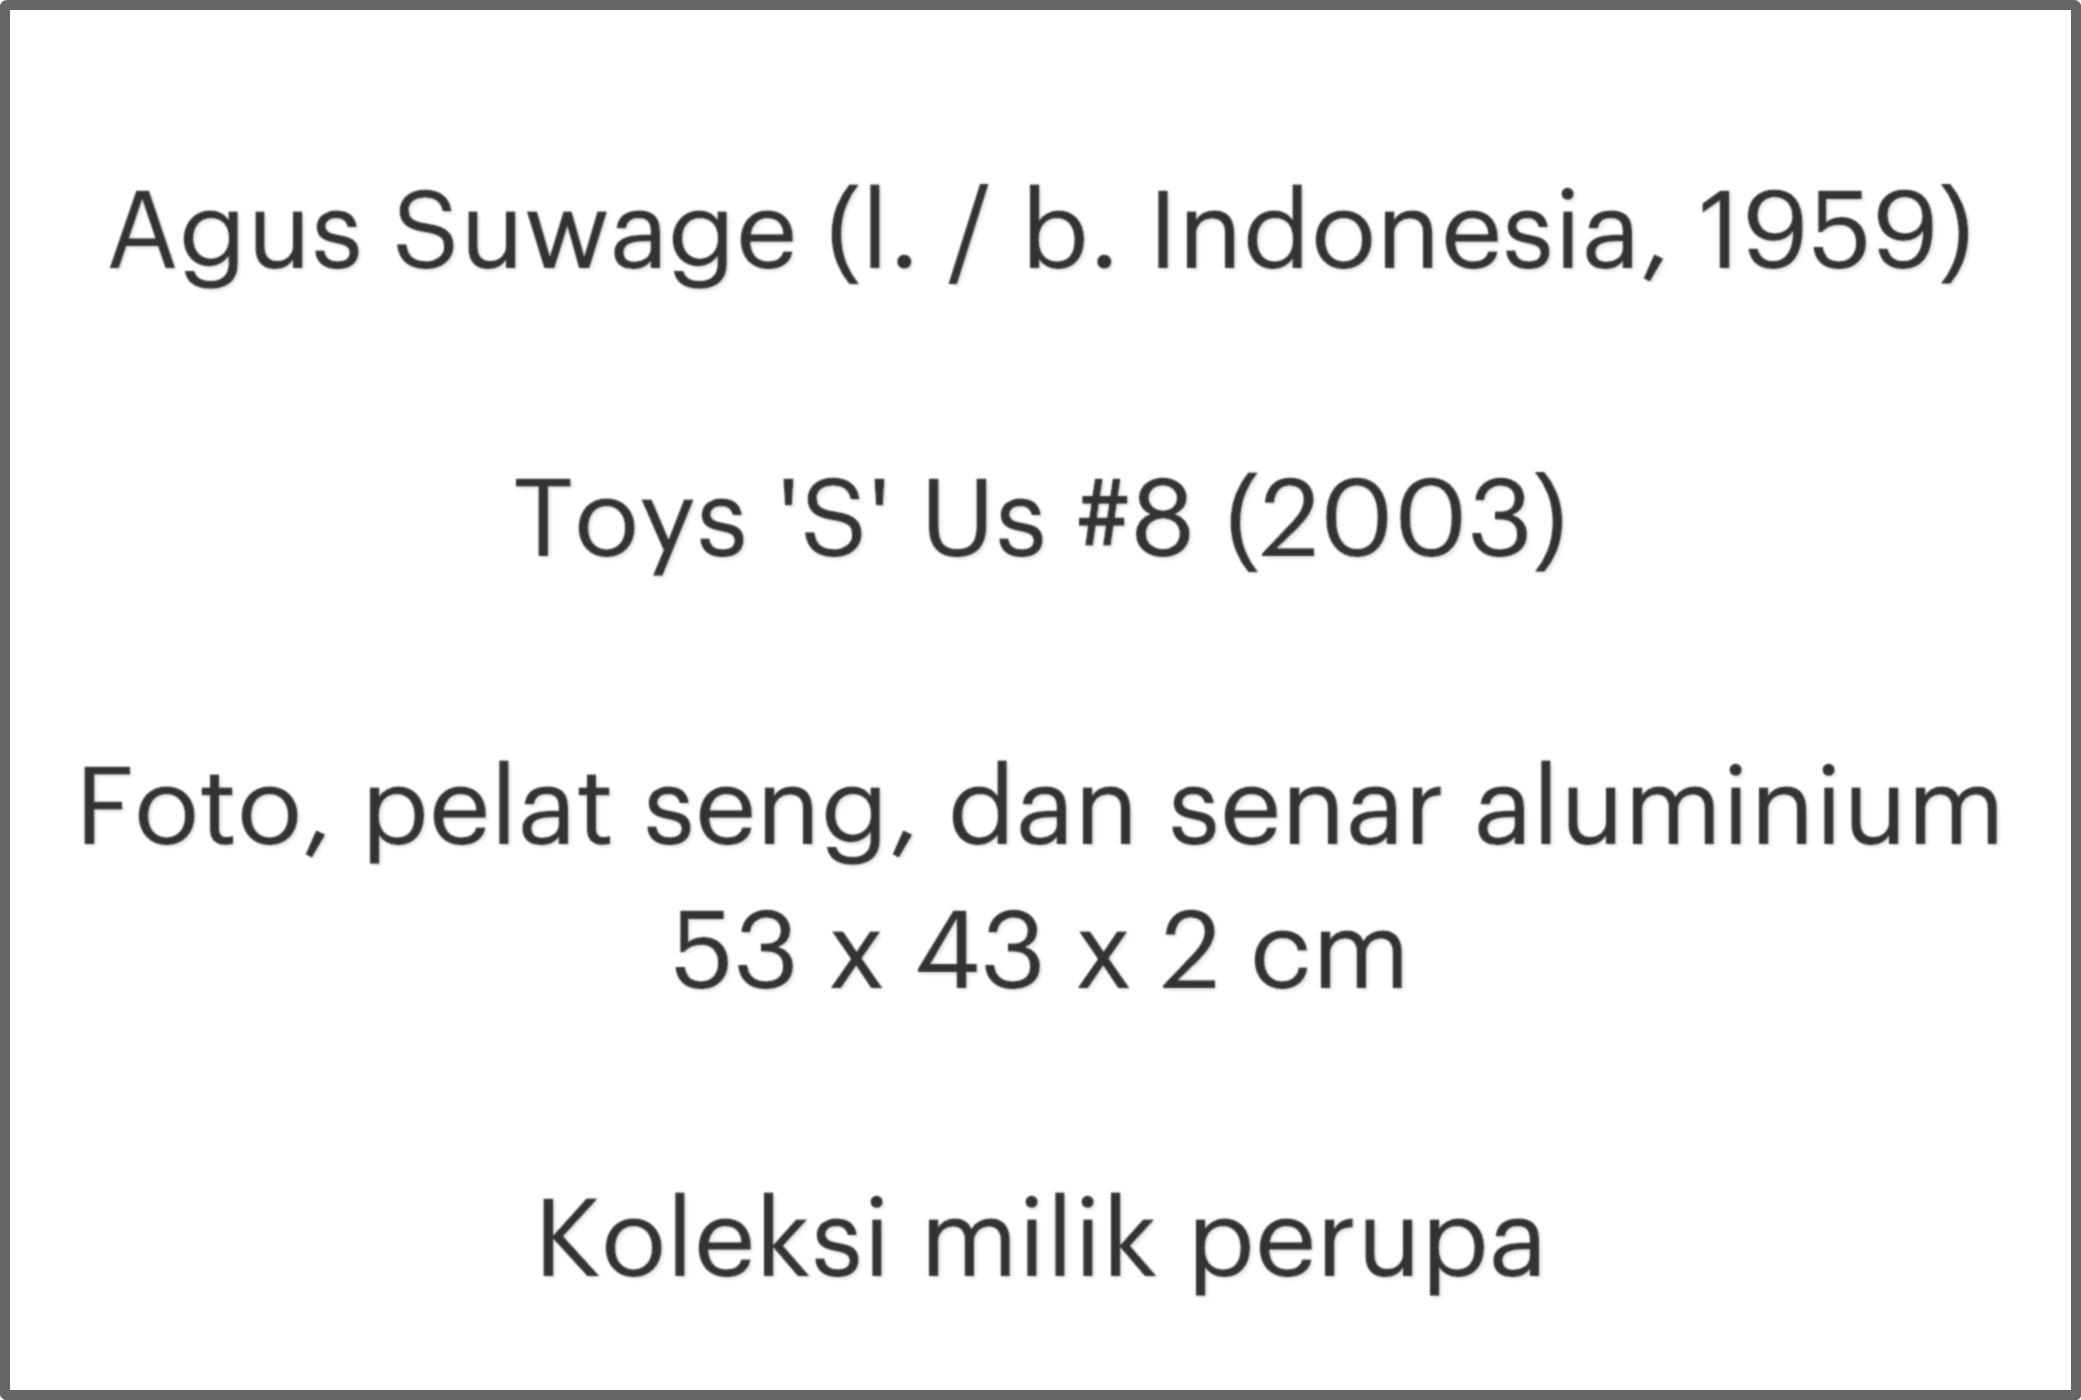 Agus Suwage (l. / b. Indonesia, 1959)
Toys 'S' Us #8 (2003)
Foto, pelat seng, dan senar aluminium
53 x 43 x 2 cm
Koleksi milik perupa